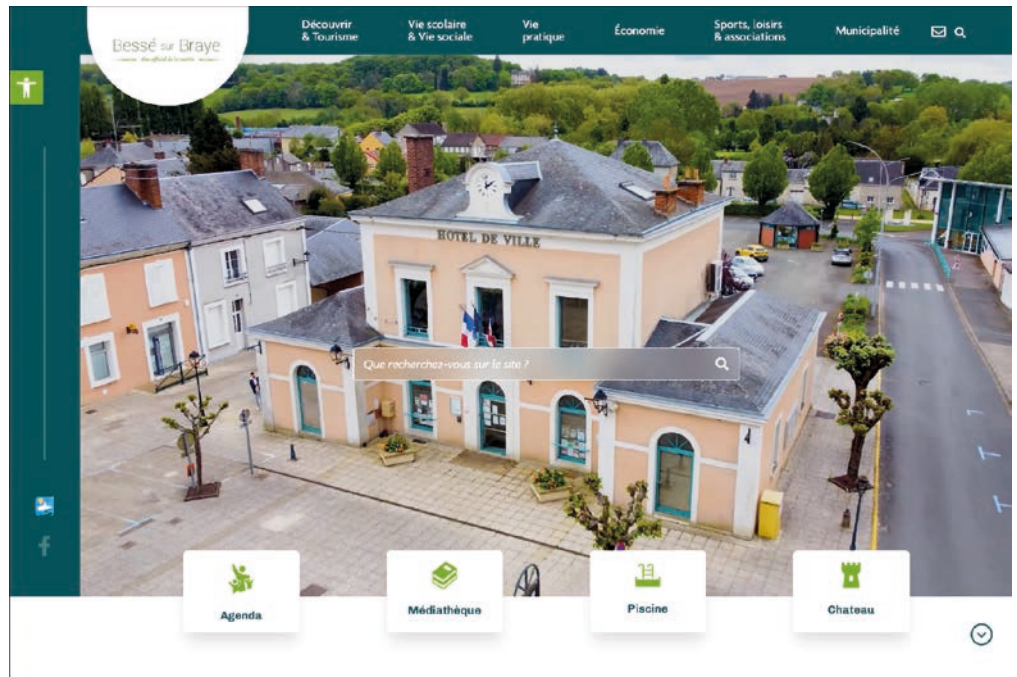 Bessé sur Braye
Découvrir
& Tourisme
Vie scolaire
& Vie sociale
Vie
pratique
Économie
Sports, loisirs
& associations
Municipalité
HOTEL DE VILLE
Que recherchez-vous sur le site ?
Agenda
Médiathèque
Piscine
Chateau